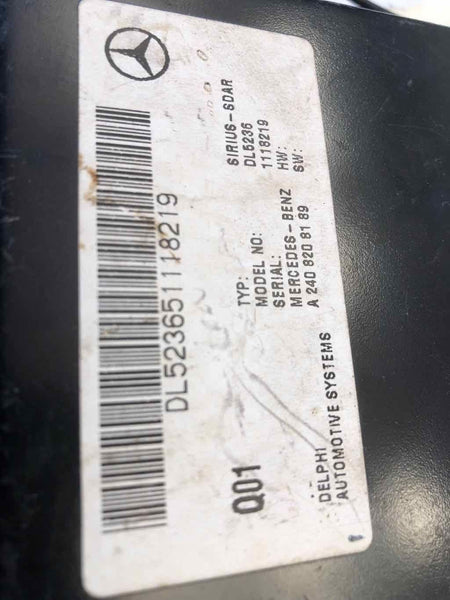 DL523651118219
Q01
TYP: SIRIUS-SDAR
MODEL NO: DL5236
SERIAL: 1118219
MERCEDES-BENZ HW:
A 240 820 81 89 SW:
DELPHI
AUTOMOTIVE SYSTEMS